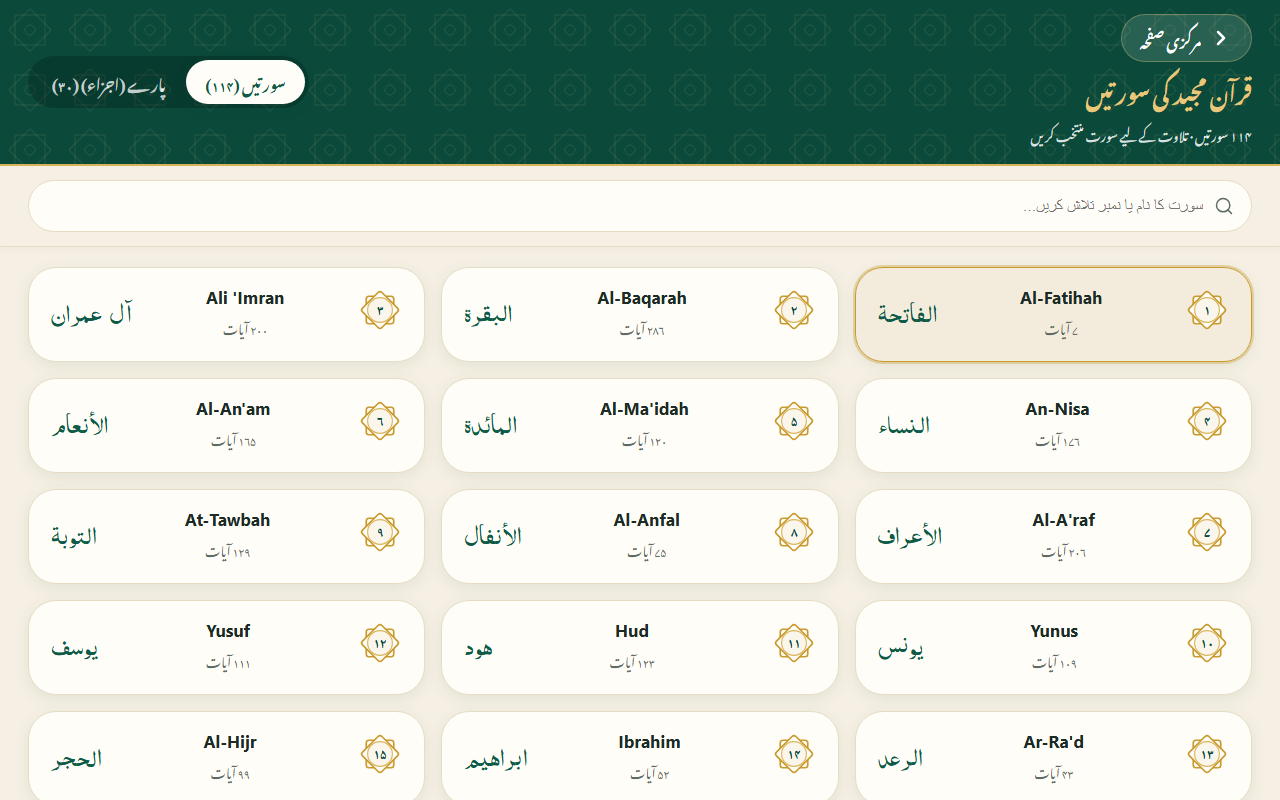 مرکزی صفحہ
قرآن مجید کی سورتیں
۱۱۴ سورتیں · تلاوت کے لیے سورت منتخب کریں
سورتیں (۱۱۴)
پارے (اجزاء) (۳۰)
سورت کا نام یا نمبر تلاش کریں...
۱
Al-Fatihah
۷ آیات
الفاتحة
۲
Al-Baqarah
۲۸۶ آیات
البقرة
۳
Ali 'Imran
۲۰۰ آیات
آل عمران
۴
An-Nisa
۱۷۶ آیات
النساء
۵
Al-Ma'idah
۱۲۰ آیات
المائدة
۶
Al-An'am
۱۶۵ آیات
الأنعام
۷
Al-A'raf
۲۰۶ آیات
الأعراف
۸
Al-Anfal
۷۵ آیات
الأنفال
۹
At-Tawbah
۱۲۹ آیات
التوبة
۱۰
Yunus
۱۰۹ آیات
يونس
۱۱
Hud
۱۲۳ آیات
هود
۱۲
Yusuf
۱۱۱ آیات
يوسف
۱۳
Ar-Ra'd
۴۳ آیات
الرعد
۱۴
Ibrahim
۵۲ آیات
ابراهيم
۱۵
Al-Hijr
۹۹ آیات
الحجر